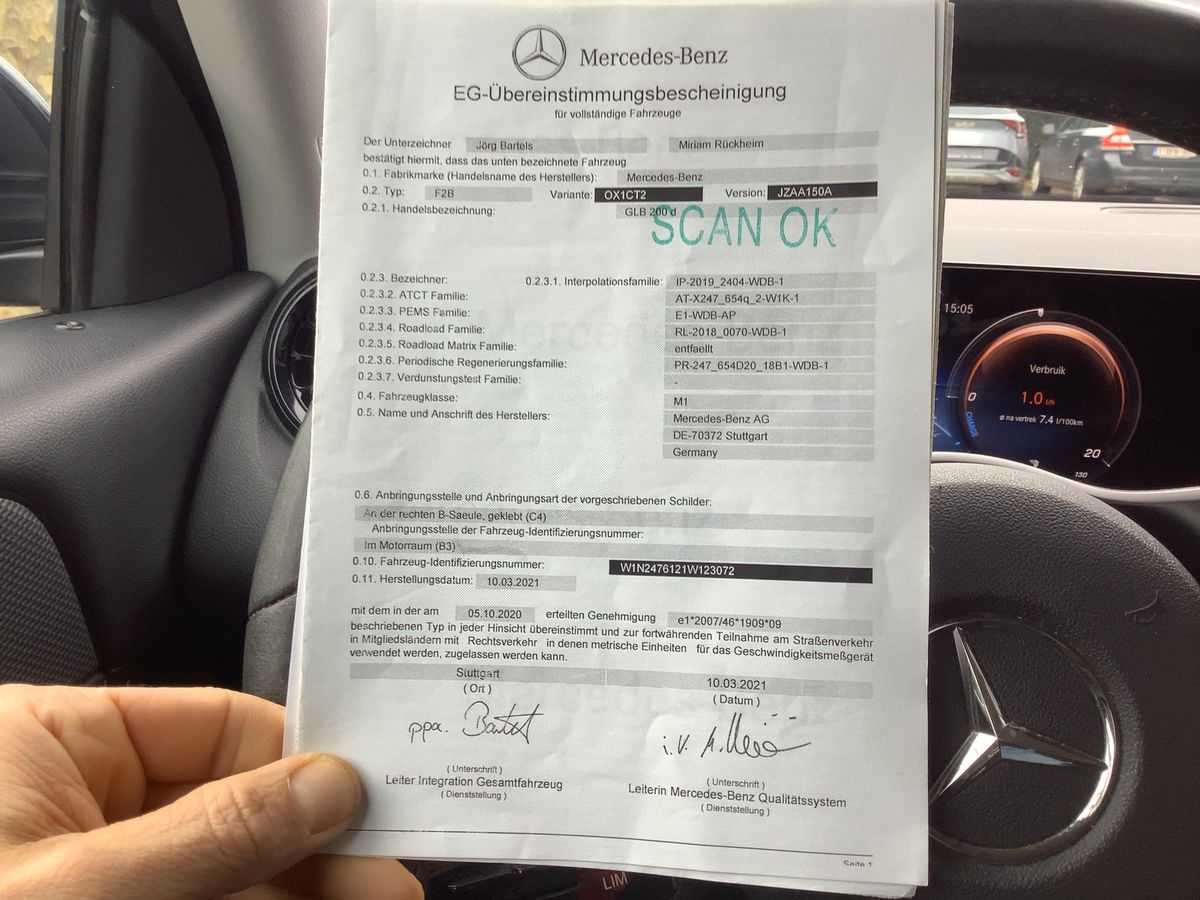 Mercedes-Benz
EG-Übereinstimmungsbescheinigung
für vollständige Fahrzeuge
Der Unterzeichner Jörg Bartels Miriam Rückheim
bestätigt hiermit, dass das unten bezeichnete Fahrzeug
0.1. Fabrikmarke (Handelsname des Herstellers): Mercedes-Benz
0.2. Typ: F2B Variante: OX1CT2 Version: JZAA150A
0.2.1. Handelsbezeichnung: GLB 200 d
SCAN OK
0.2.3. Bezeichner: 0.2.3.1. Interpolationsfamilie: IP-2019_2404-WDB-1
0.2.3.2. ATCT Familie: AT-X247_654q_2-W1K-1
0.2.3.3. PEMS Familie: E1-WDB-AP
0.2.3.4. Roadload Familie: RL-2018_0070-WDB-1
0.2.3.5. Roadload Matrix Familie: entfaellt
0.2.3.6. Periodische Regenerierungsfamilie: PR-247_654D20_18B1-WDB-1
0.2.3.7. Verdunstungstest Familie: -
0.4. Fahrzeugklasse: M1
0.5. Name und Anschrift des Herstellers: Mercedes-Benz AG
DE-70372 Stuttgart
Germany
0.6. Anbringungsstelle und Anbringungsart der vorgeschriebenen Schilder:
An der rechten B-Saeule, geklebt (C4)
Anbringungsstelle der Fahrzeug-Identifizierungsnummer:
Im Motorraum (B3)
0.10. Fahrzeug-Identifizierungsnummer: W1N2476121W123072
0.11. Herstellungsdatum: 10.03.2021
mit dem in der am 05.10.2020 erteilten Genehmigung e1*2007/46*1909*09
beschriebenen Typ in jeder Hinsicht übereinstimmt und zur fortwährenden Teilnahme am Straßenverkehr
in Mitgliedsländern mit Rechtsverkehr in denen metrische Einheiten für das Geschwindigkeitsmeßgerät
verwendet werden, zugelassen werden kann.
Stuttgart 10.03.2021
( Ort ) ( Datum )
ppa. i.V.
( Unterschrift ) ( Unterschrift )
Leiter Integration Gesamtfahrzeug Leiterin Mercedes-Benz Qualitätssystem
( Dienststellung ) ( Dienststellung )
Seite 1
15:05
Verbruik
1.0 l/h
ø na vertrek 7.4 l/100km
0
20
CHARGE
130
LIM